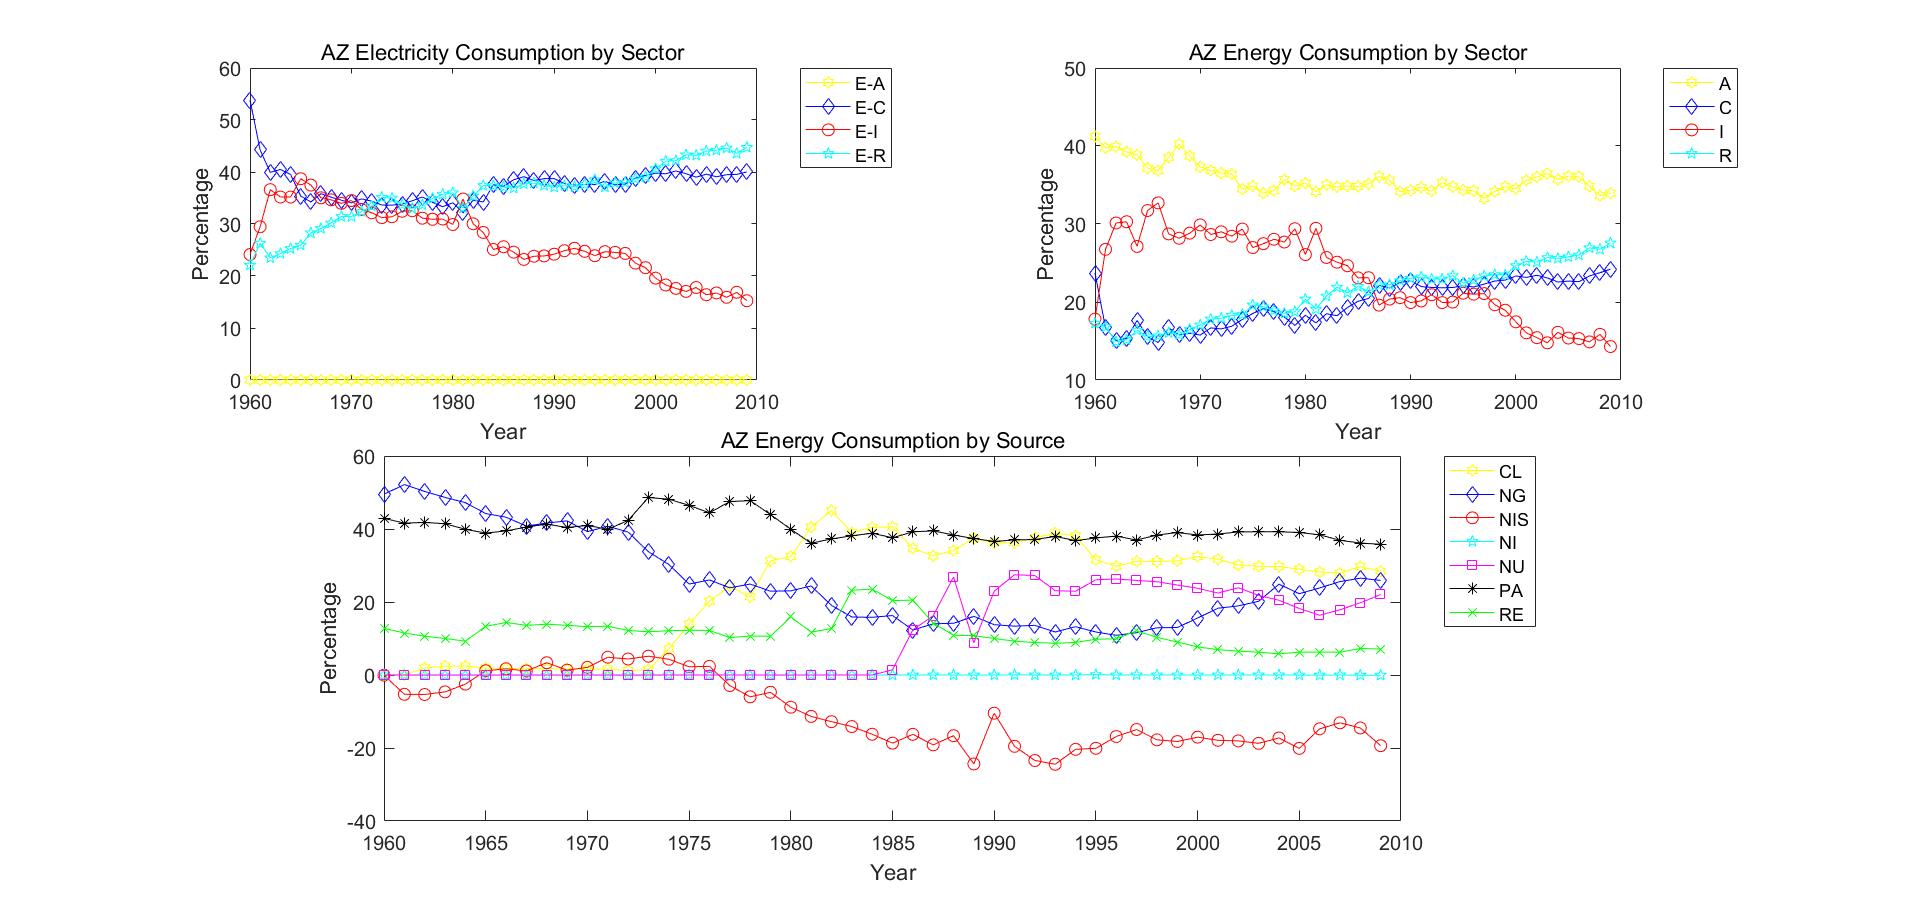 AZ Electricity Consumption by Sector
60
50
40
30
20
10
0
Percentage
1960 1970 1980 1990 2000 2010
Year
E-A
E-C
E-I
E-R
AZ Energy Consumption by Sector
50
40
30
20
10
Percentage
1960 1970 1980 1990 2000 2010
Year
A
C
I
R
AZ Energy Consumption by Source
60
40
20
0
-20
-40
Percentage
1960 1965 1970 1975 1980 1985 1990 1995 2000 2005 2010
Year
CL
NG
NIS
NI
NU
PA
RE